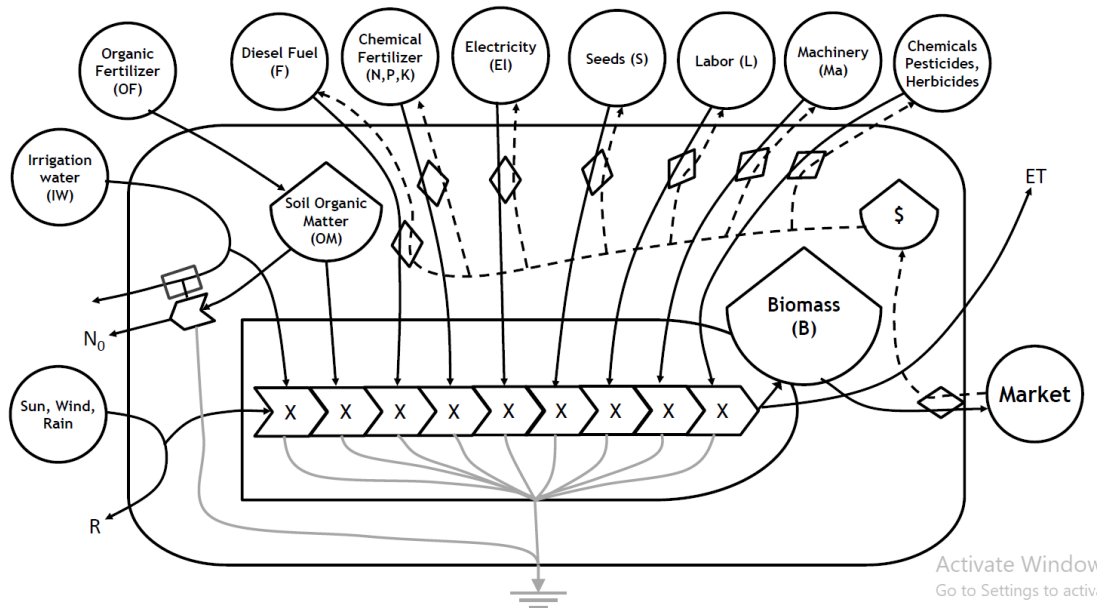 Organic
Fertilizer
(OF)
Diesel Fuel
(F)
Chemical
Fertilizer
(N,P,K)
Electricity
(El)
Seeds (S)
Labor (L)
Machinery
(Ma)
Chemicals
Pesticides,
Herbicides
Irrigation
water
(IW)
Soil Organic
Matter
(OM)
$
ET
Biomass
(B)
N0
Sun, Wind,
Rain
X X X X X X X X X
Market
R
Activate Window
Go to Settings to activa